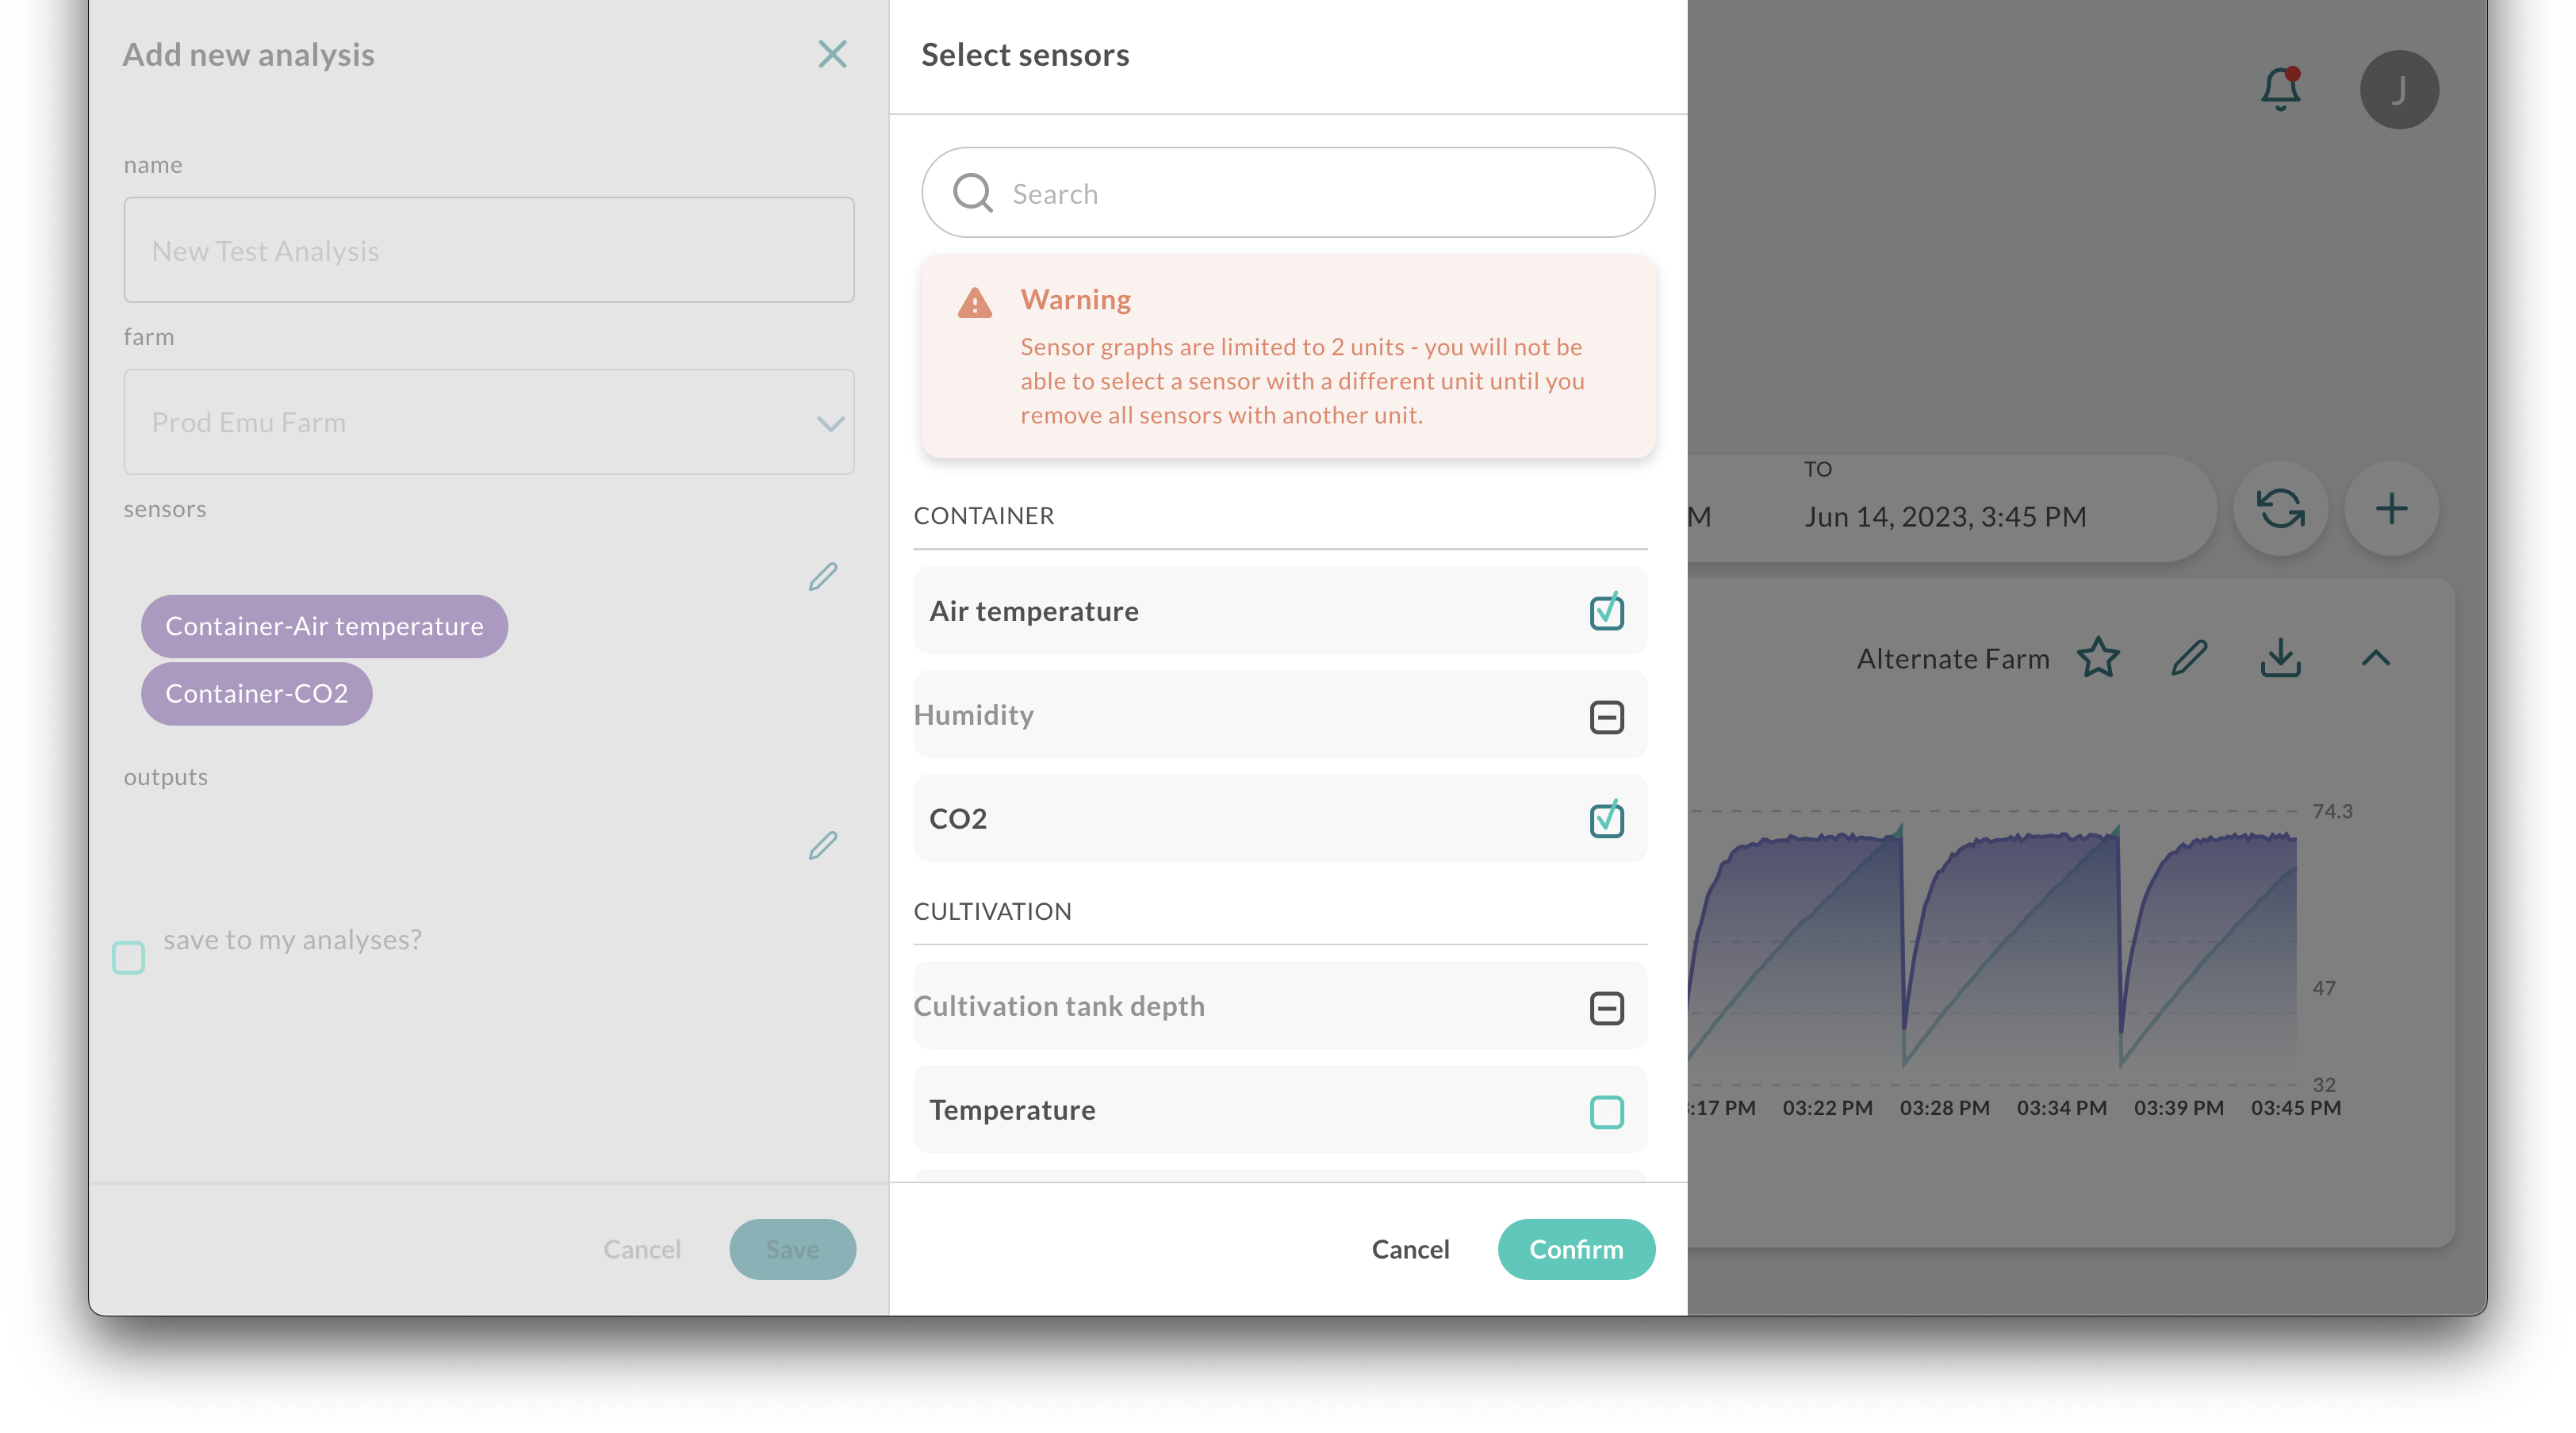 Add new analysis
name
New Test Analysis
farm
Prod Emu Farm
sensors
Container-Air temperature
Container-CO2
outputs
save to my analyses?
Cancel
Save
Select sensors
Search
Warning
Sensor graphs are limited to 2 units - you will not be
able to select a sensor with a different unit until you
remove all sensors with another unit.
CONTAINER
Air temperature
Humidity
CO2
CULTIVATION
Cultivation tank depth
Temperature
Cancel
Confirm
J
M
TO
Jun 14, 2023, 3:45 PM
Alternate Farm
74.3
47
32
:17 PM
03:22 PM
03:28 PM
03:34 PM
03:39 PM
03:45 PM